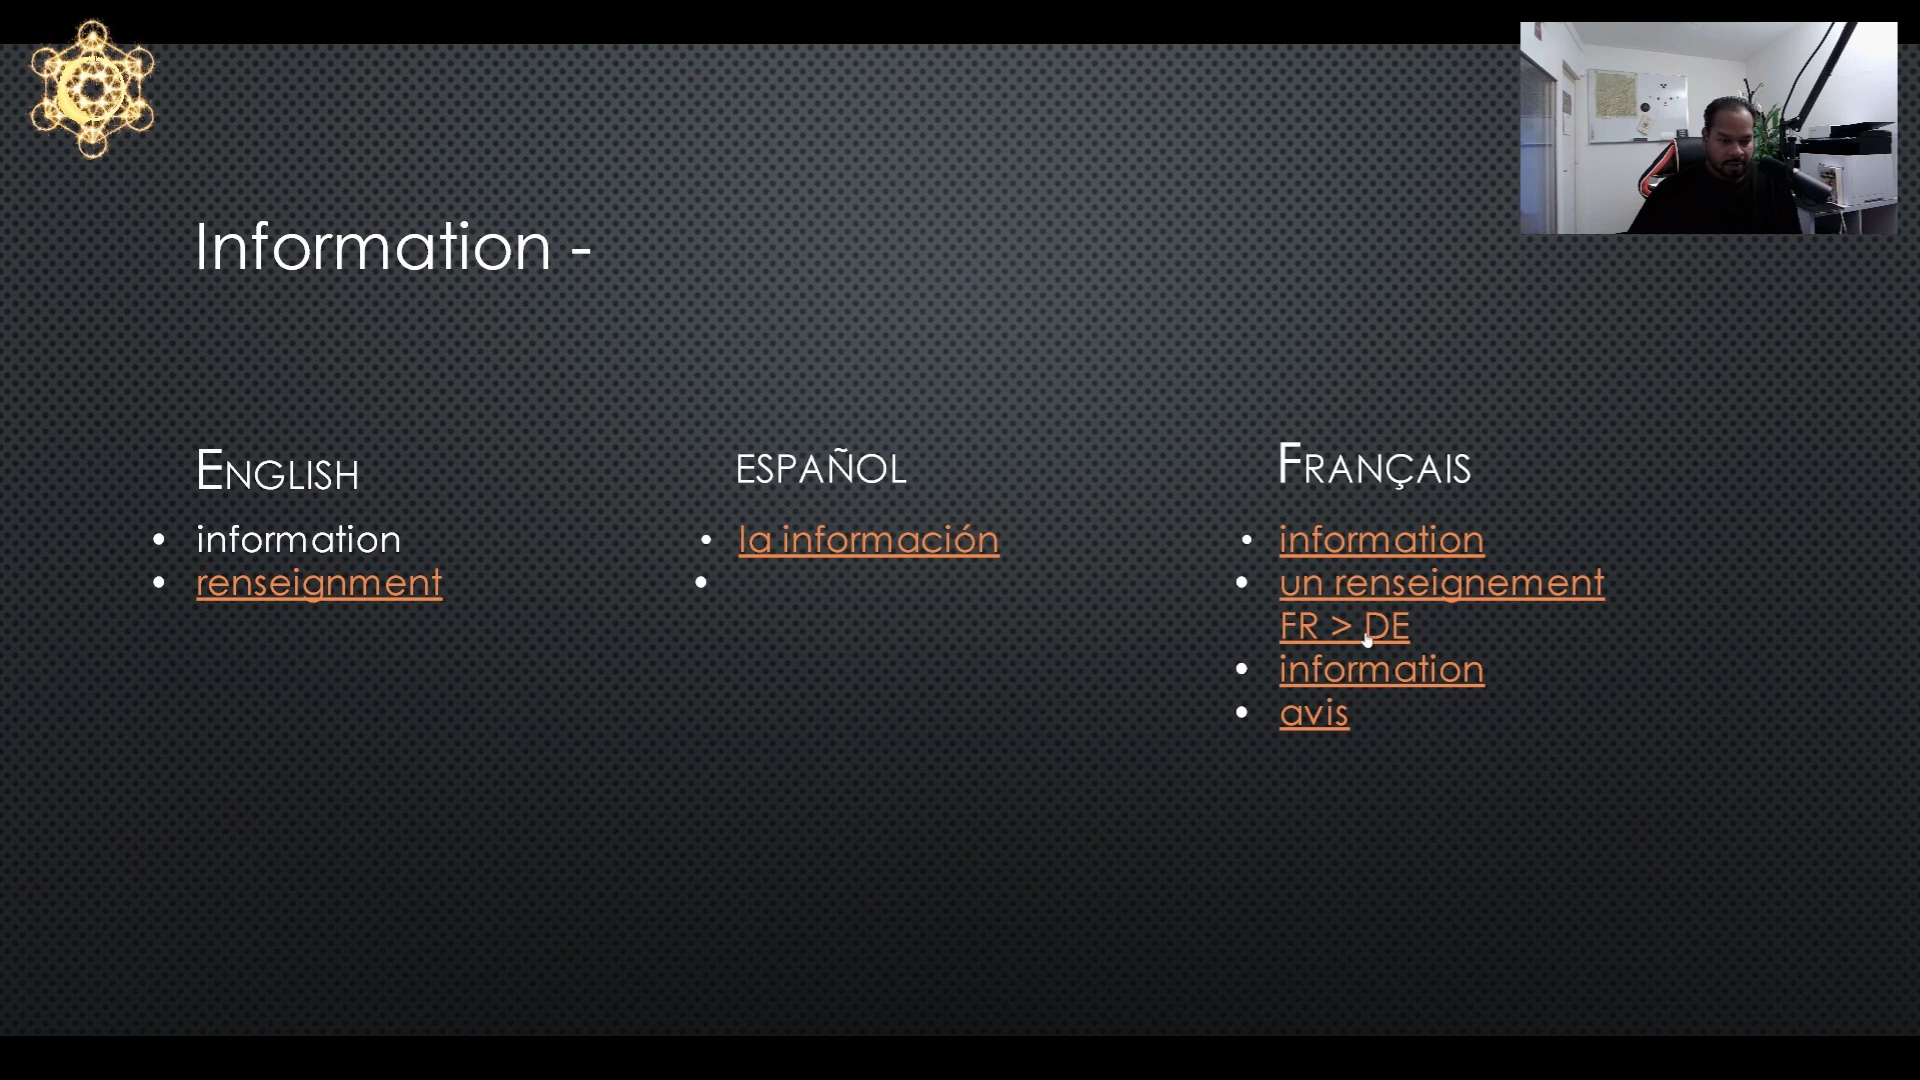 Information -
ENGLISH
information
renseignment
ESPAÑOL
la información
FRANÇAIS
information
un renseignement
FR > DE
information
avis